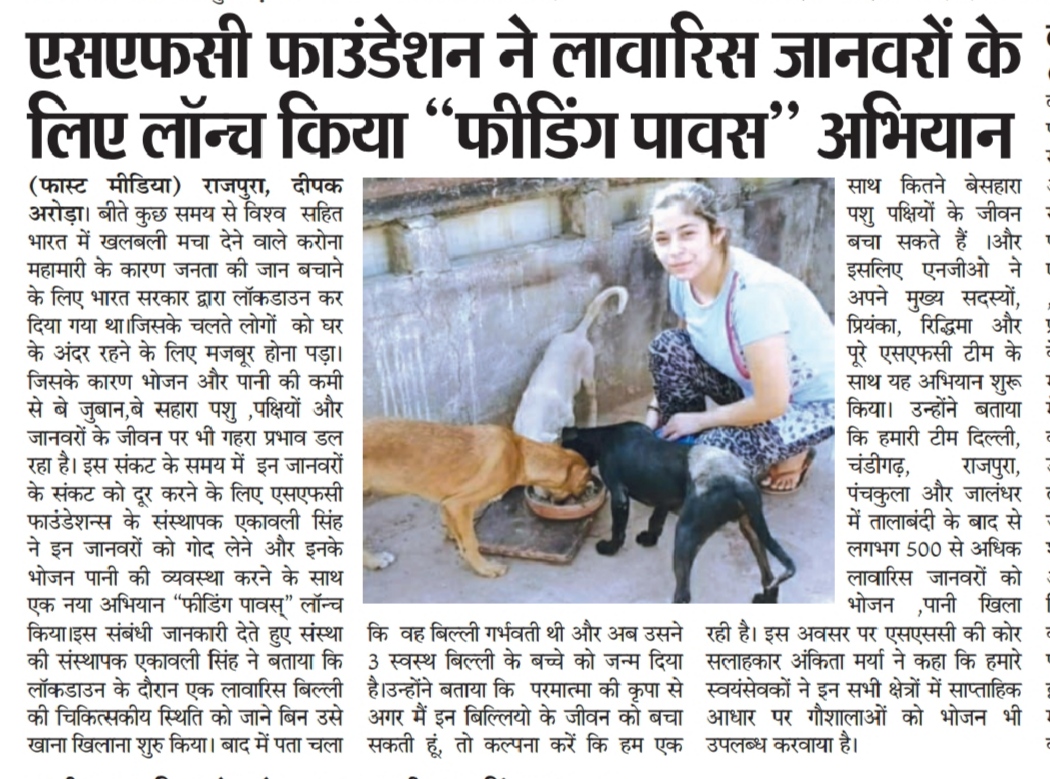 एसएफसी फाउंडेशन ने लावारिस जानवरों के
लिए लॉन्च किया “फीडिंग पावस” अभियान
(फास्ट मीडिया) राजपुरा, दीपक
अरोड़ा। बीते कुछ समय से विश्व सहित
भारत में खलबली मचा देने वाले करोना
महामारी के कारण जनता की जान बचाने
के लिए भारत सरकार द्वारा लॉकडाउन कर
दिया गया था।जिसके चलते लोगों को घर
के अंदर रहने के लिए मजबूर होना पड़ा।
जिसके कारण भोजन और पानी की कमी
से बे जुबान,बे सहारा पशु ,पक्षियों और
जानवरों के जीवन पर भी गहरा प्रभाव डल
रहा है। इस संकट के समय में इन जानवरों
के संकट को दूर करने के लिए एसएफसी
फाउंडेशन्स के संस्थापक एकावली सिंह
ने इन जानवरों को गोद लेने और इनके
भोजन पानी की व्यवस्था करने के साथ
एक नया अभियान “फीडिंग पावस्” लॉन्च
किया।इस संबंधी जानकारी देते हुए संस्था
की संस्थापक एकावली सिंह ने बताया कि
लॉकडाउन के दौरान एक लावारिस बिल्ली
की चिकित्सकीय स्थिति को जाने बिन उसे
खाना खिलाना शुरु किया। बाद में पता चला
कि वह बिल्ली गर्भवती थी और अब उसने
3 स्वस्थ बिल्ली के बच्चे को जन्म दिया
है।उन्होंने बताया कि परमात्मा की कृपा से
अगर मैं इन बिल्लियो के जीवन को बचा
सकती हूं, तो कल्पना करें कि हम एक
साथ कितने बेसहारा
पशु पक्षियों के जीवन
बचा सकते हैं ।और
इसलिए एनजीओ ने
अपने मुख्य सदस्यों,
प्रियंका, रिद्धिमा और
पूरे एसएफसी टीम के
साथ यह अभियान शुरू
किया। उन्होंने बताया
कि हमारी टीम दिल्ली,
चंडीगढ़, राजपुरा,
पंचकुला और जालंधर
में तालाबंदी के बाद से
लगभग 500 से अधिक
लावारिस जानवरों को
भोजन ,पानी खिला
रही है। इस अवसर पर एसएससी की कोर
सलाहकार अंकिता मर्या ने कहा कि हमारे
स्वयंसेवकों ने इन सभी क्षेत्रों में साप्ताहिक
आधार पर गौशालाओं को भोजन भी
उपलब्ध करवाया है।